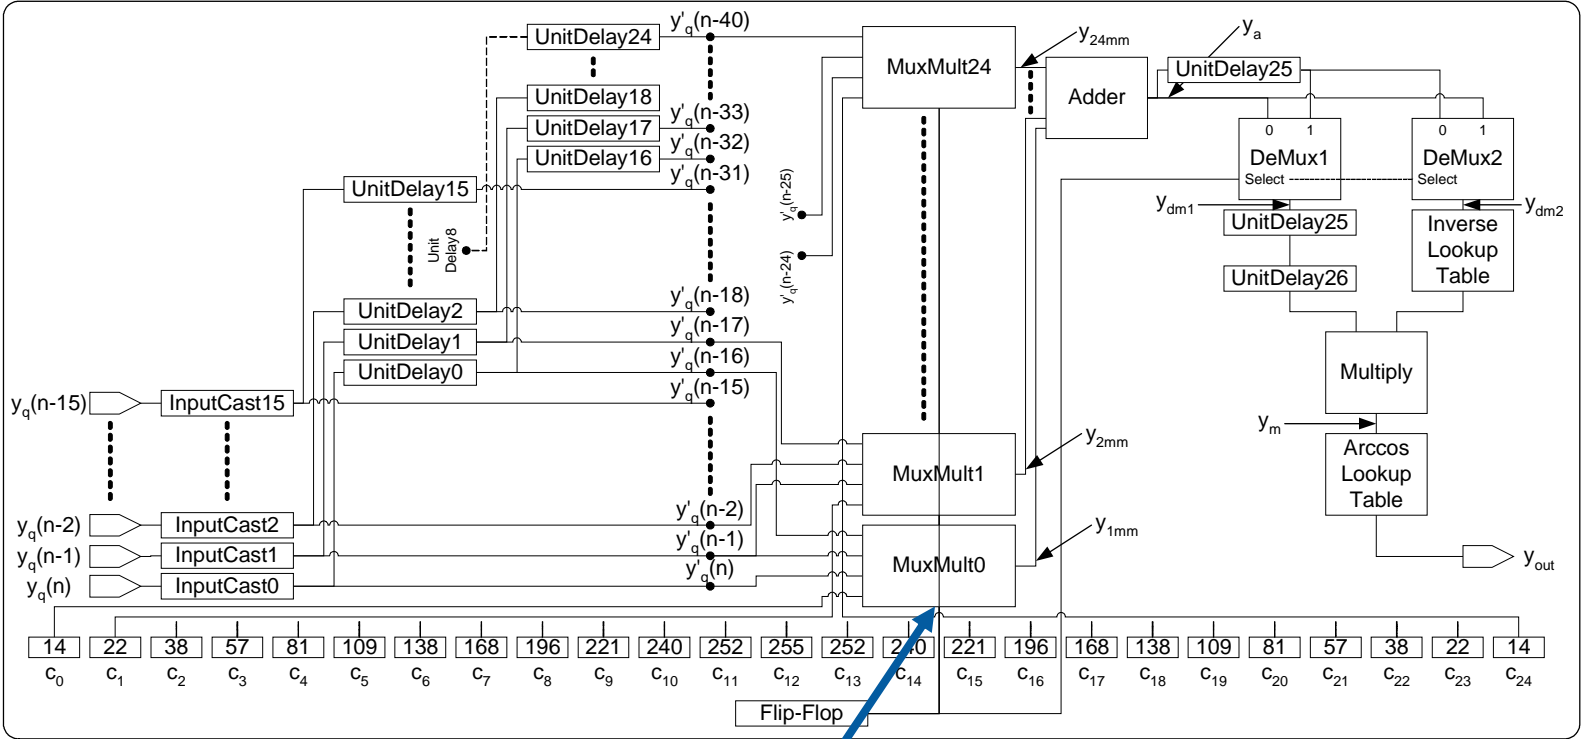 UnitDelay24
y'q(n-40)
MuxMult24
y24mm
ya
UnitDelay25
Adder
UnitDelay18
y'q(n-33)
UnitDelay17
y'q(n-32)
UnitDelay16
y'q(n-31)
UnitDelay15
0 1
DeMux1
Select
0 1
DeMux2
Select
y'q(n-25)
Unit
Delay8
y'q(n-24)
ydm1
ydm2
UnitDelay25
Inverse
Lookup
Table
UnitDelay26
y'q(n-18)
UnitDelay2
y'q(n-17)
UnitDelay1
y'q(n-16)
UnitDelay0
y'q(n-15)
Multiply
yq(n-15)
InputCast15
ym
Arccos
Lookup
Table
y2mm
MuxMult1
y'q(n-2)
yq(n-2)
InputCast2
y'q(n-1)
yq(n-1)
InputCast1
y'q(n)
yq(n)
InputCast0
MuxMult0
y1mm
yout
14 22 38 57 81 109 138 168 196 221 240 252 255 252 240 221 196 168 138 109 81 57 38 22 14
c0 c1 c2 c3 c4 c5 c6 c7 c8 c9 c10 c11 c12 c13 c14 c15 c16 c17 c18 c19 c20 c21 c22 c23 c24
Flip-Flop